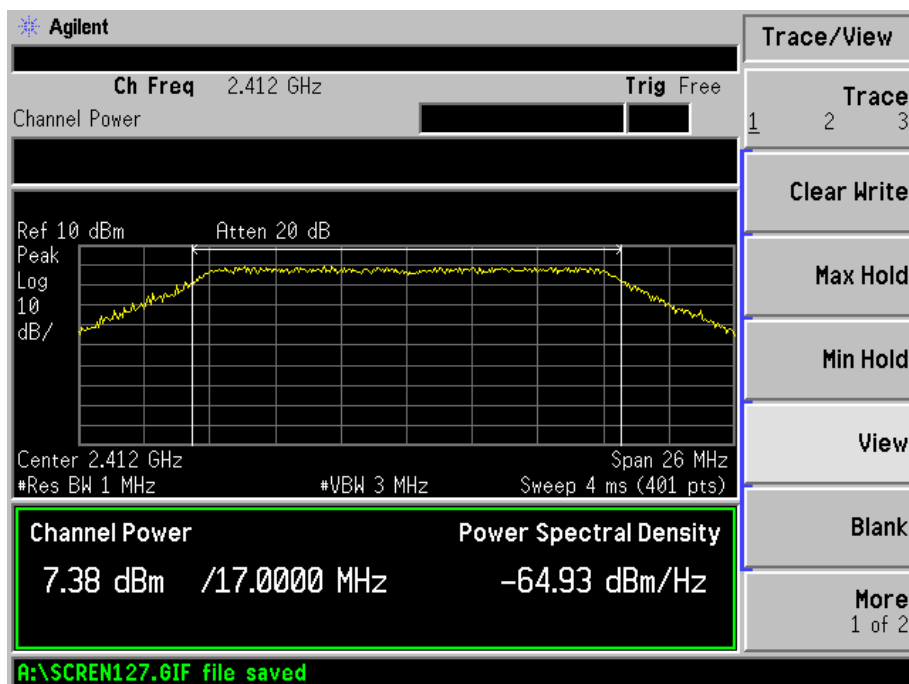 Agilent
Trace/View
Ch Freq 2.412 GHz Trig Free
Channel Power
Trace
1 2 3
Clear Write
Ref 10 dBm Atten 20 dB
Peak
Log
10
dB/
Max Hold
Min Hold
Center 2.412 GHz Span 26 MHz
#Res BW 1 MHz #VBW 3 MHz Sweep 4 ms (401 pts)
View
Channel Power Power Spectral Density
7.38 dBm /17.0000 MHz -64.93 dBm/Hz
Blank
More
1 of 2
A:\SCREN127.GIF file saved